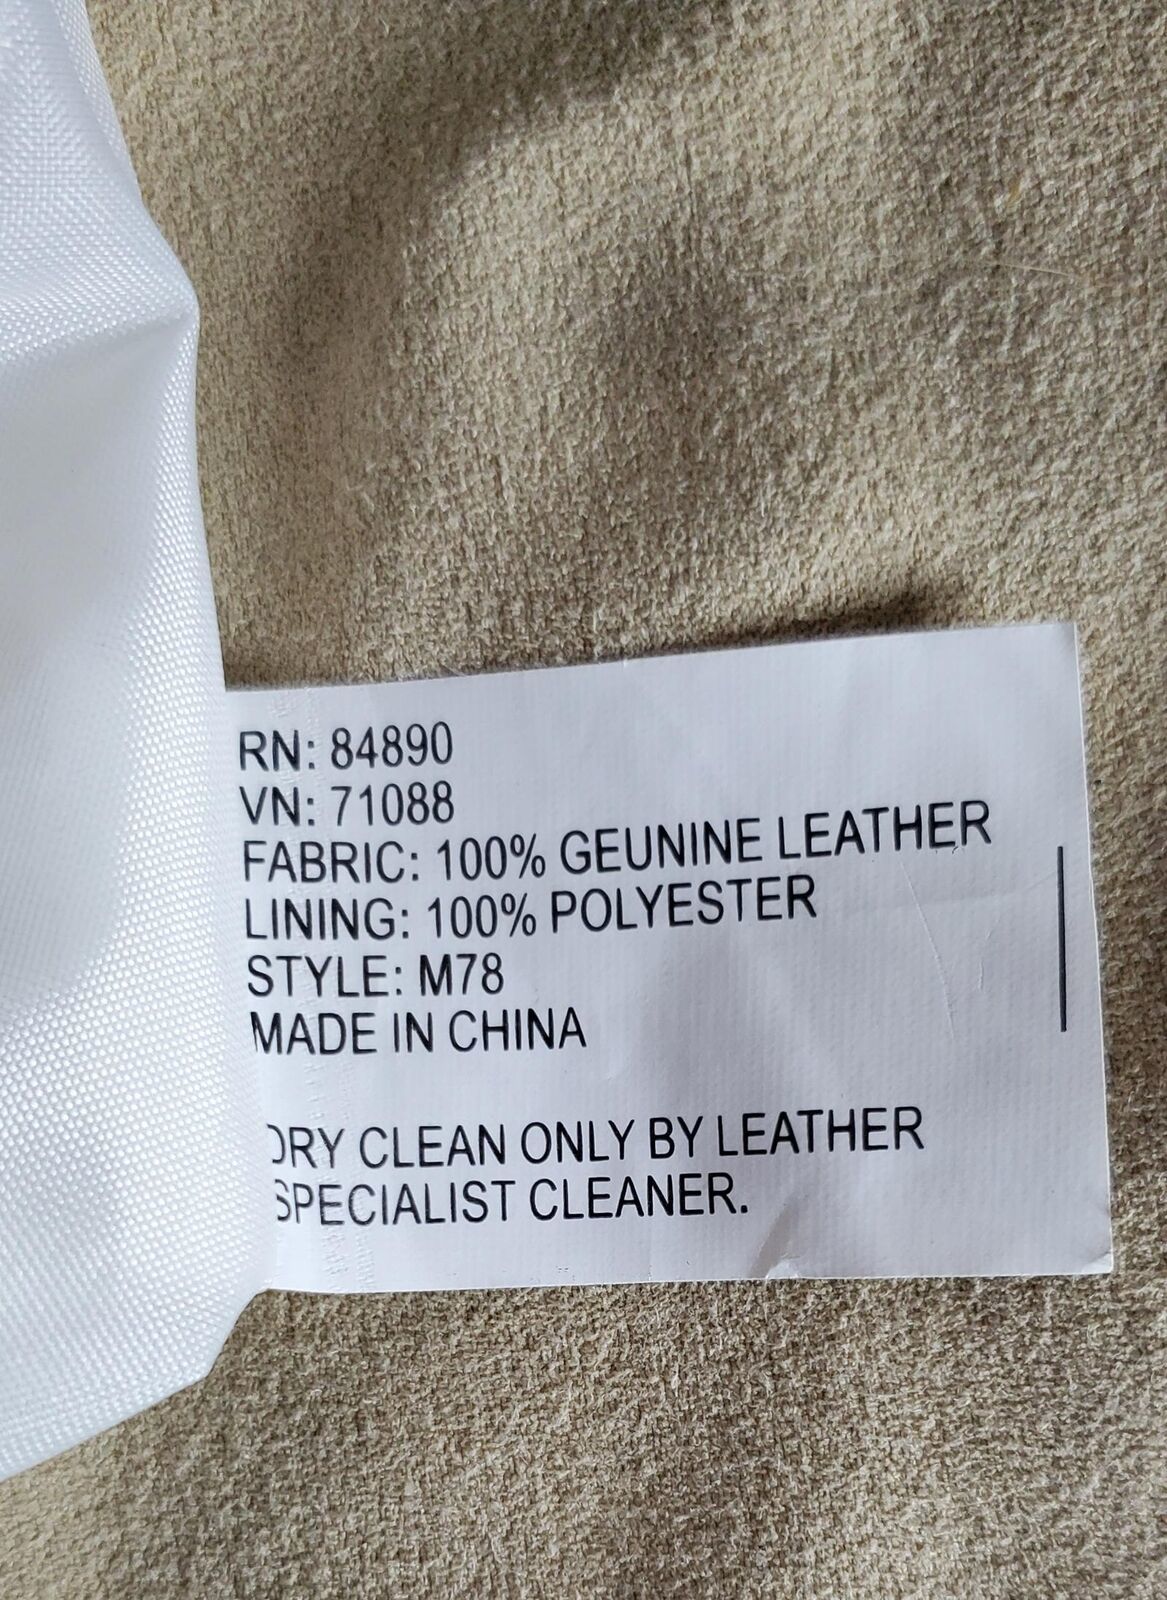 RN: 84890
VN: 71088
FABRIC: 100% GEUNINE LEATHER
LINING: 100% POLYESTER
STYLE: M78
MADE IN CHINA
DRY CLEAN ONLY BY LEATHER
SPECIALIST CLEANER.